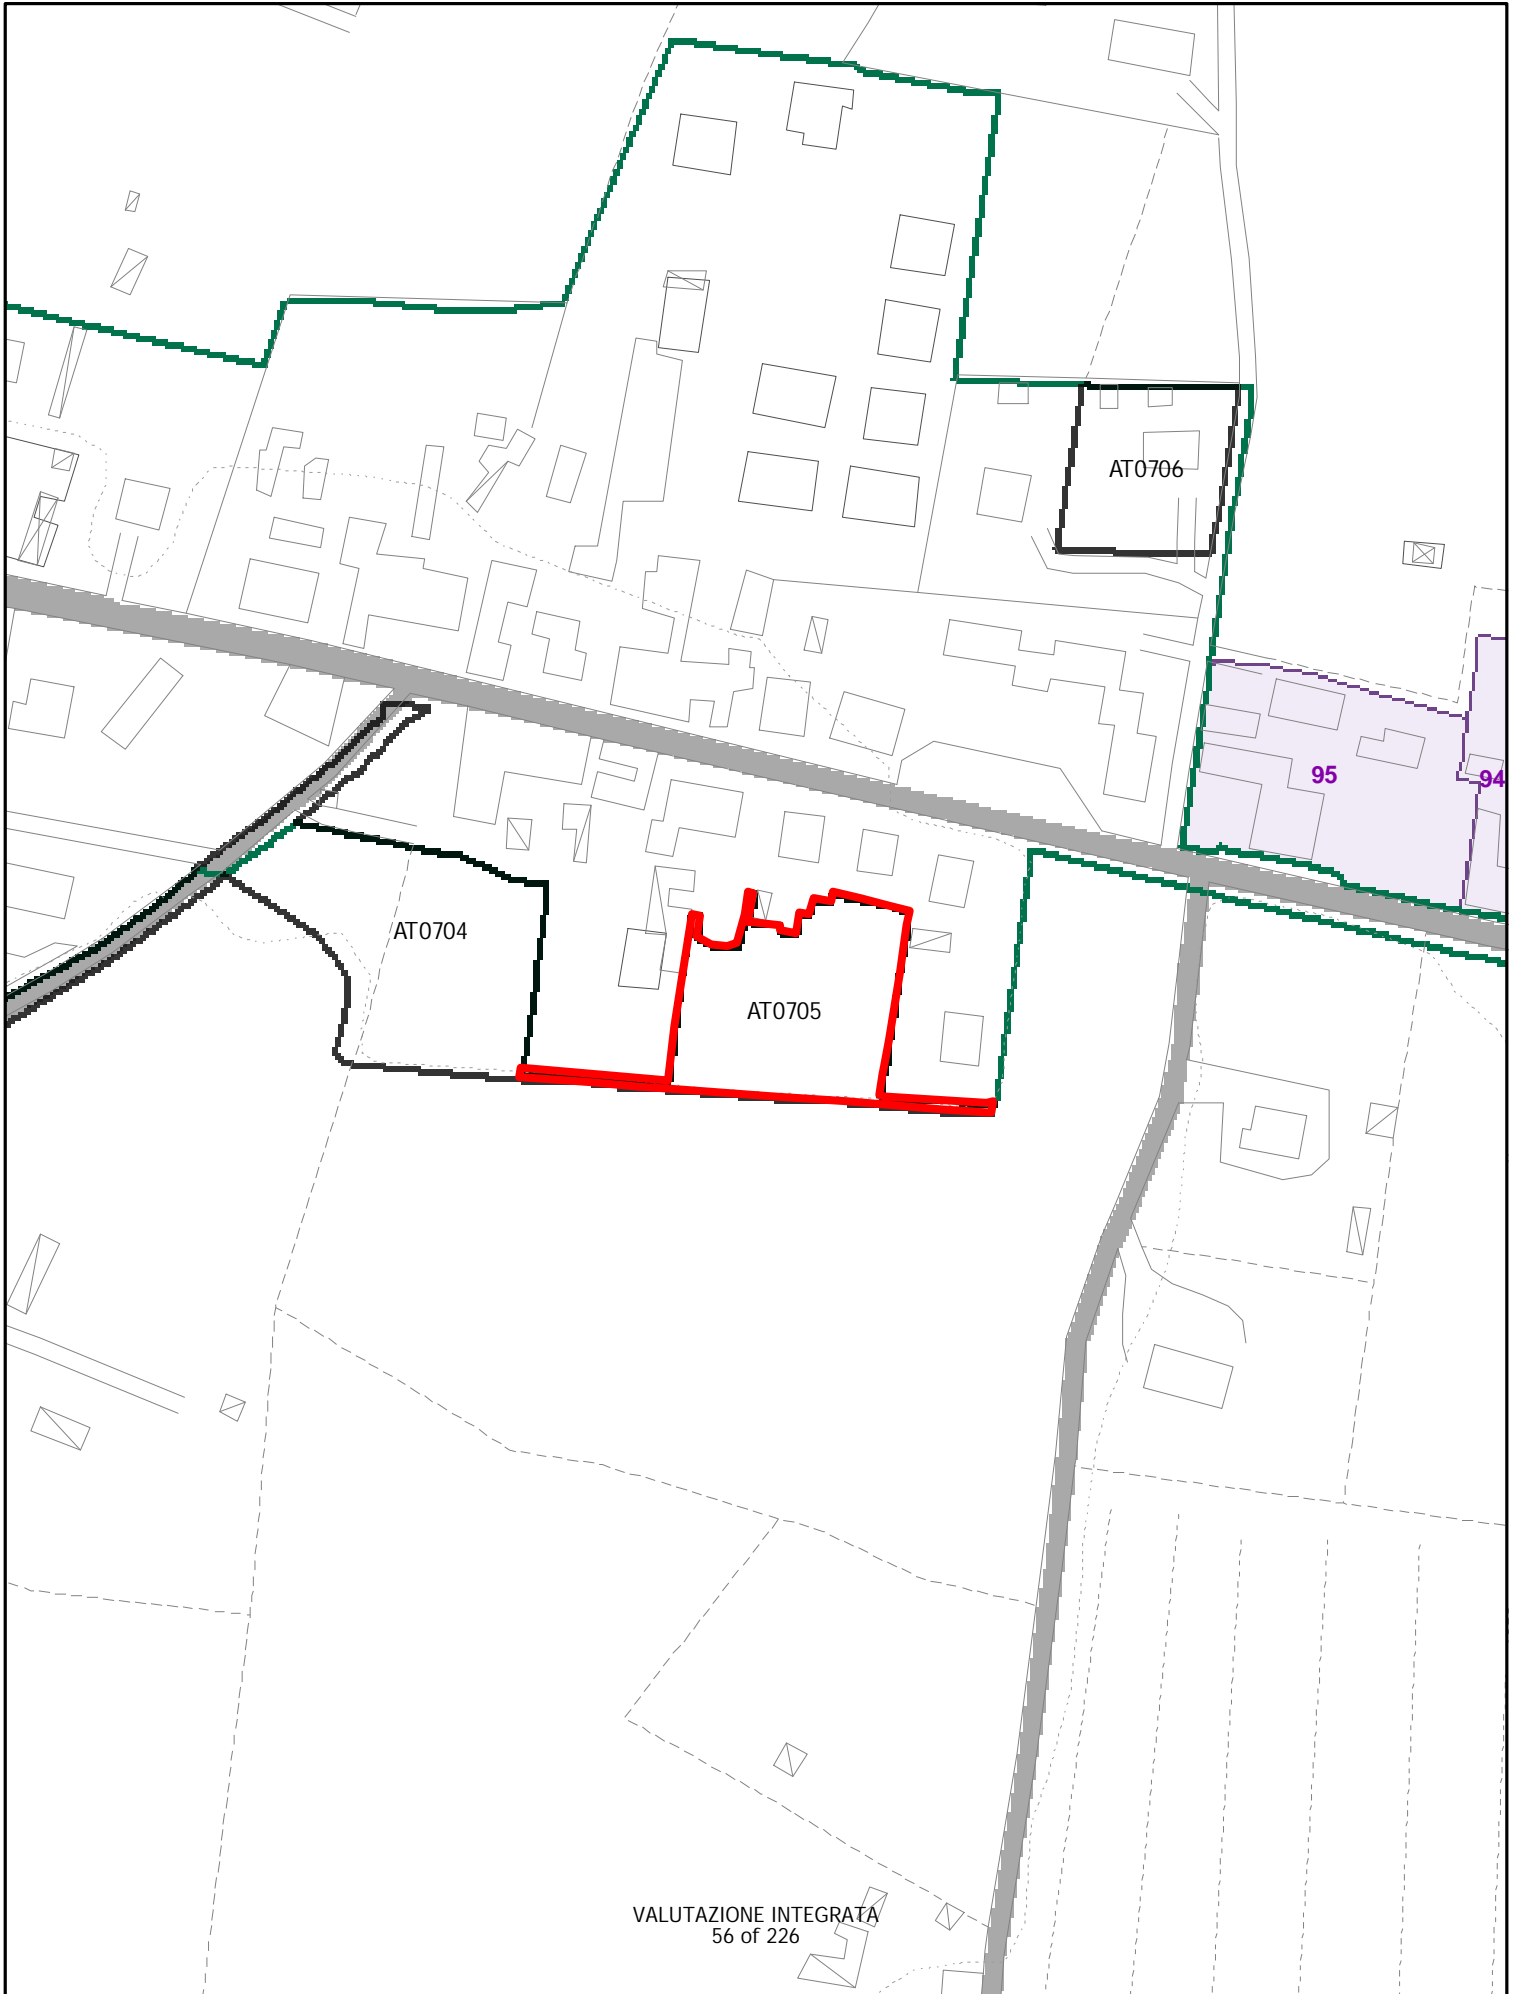 AT0706
95
94
AT0704
AT0705
VALUTAZIONE INTEGRATA
56 of 226